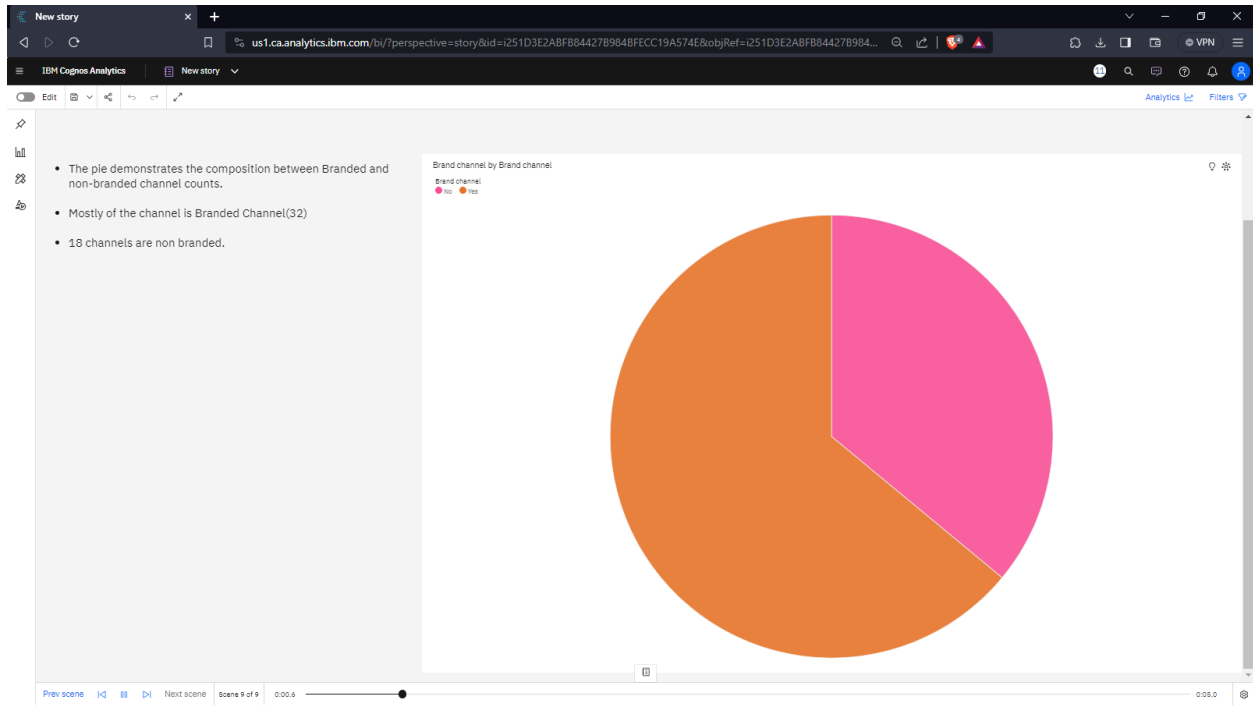 New story
us1.ca.analytics.ibm.com/bi/?perspective=story&id=i251D3E2ABFB84427B984BFECC19A574E&objRef=i251D3E2ABFB84427B984...
4
VPN
IBM Cognos Analytics
New story
11
Edit
Analytics
Filters
• The pie demonstrates the composition between Branded and
non-branded channel counts.
• Mostly of the channel is Branded Channel(32)
• 18 channels are non branded.
Brand channel by Brand channel
Brand channel
No Yes
Prev scene
Next scene
Scene 9 of 9
0:00.6
0:05.0